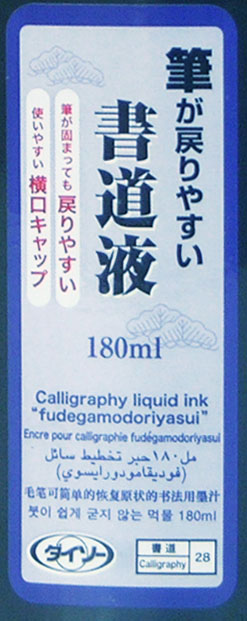 筆が戻りやすい
書道液
筆が固まっても戻りやすい
使いやすい横口キャップ
180ml
Calligraphy liquid ink
"fudegamodoriyasui"
Encre pour calligraphie fudégamodoriyasui
مل١٨٠حبر تخطيط سائل
(فوديقامودورايسوي)
毛笔可简单的恢复原状的书法用墨汁
붓이 쉽게 굳지 않는 먹물 180ml
ダイソー
書道
Calligraphy
28